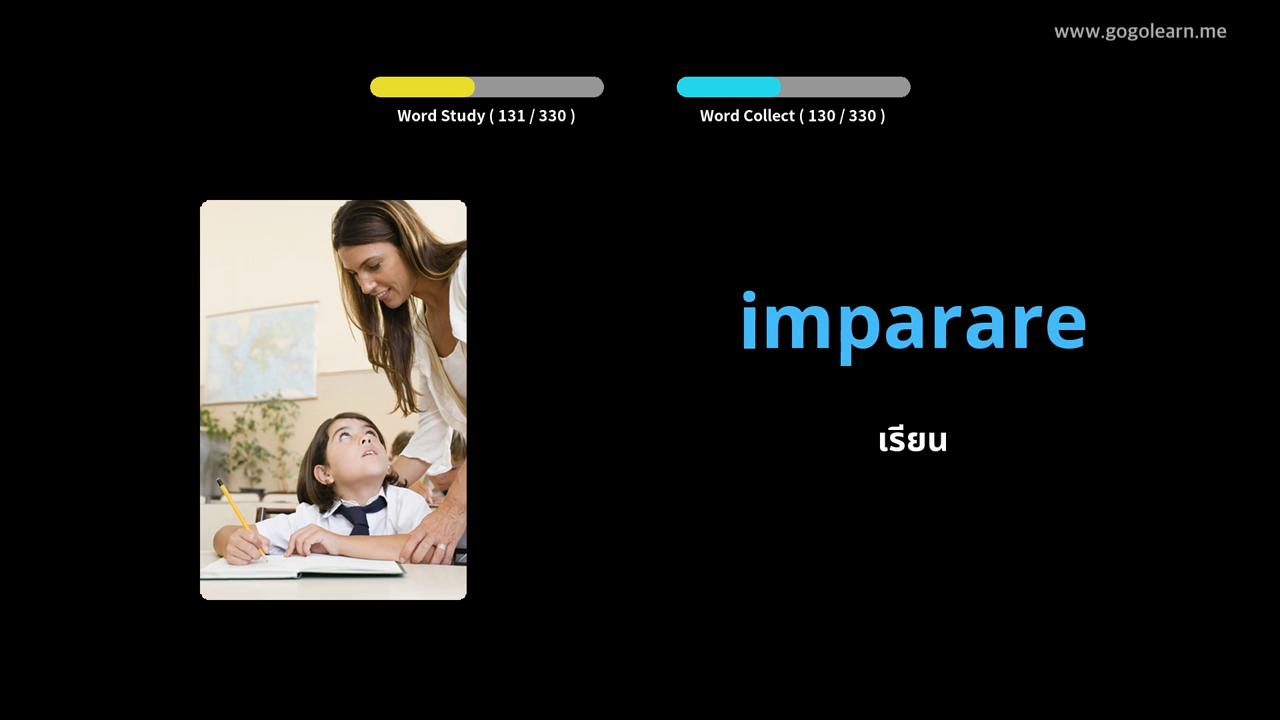 www.gogolearn.me
Word Study ( 131 / 330 )
Word Collect ( 130 / 330 )
imparare
เรียน